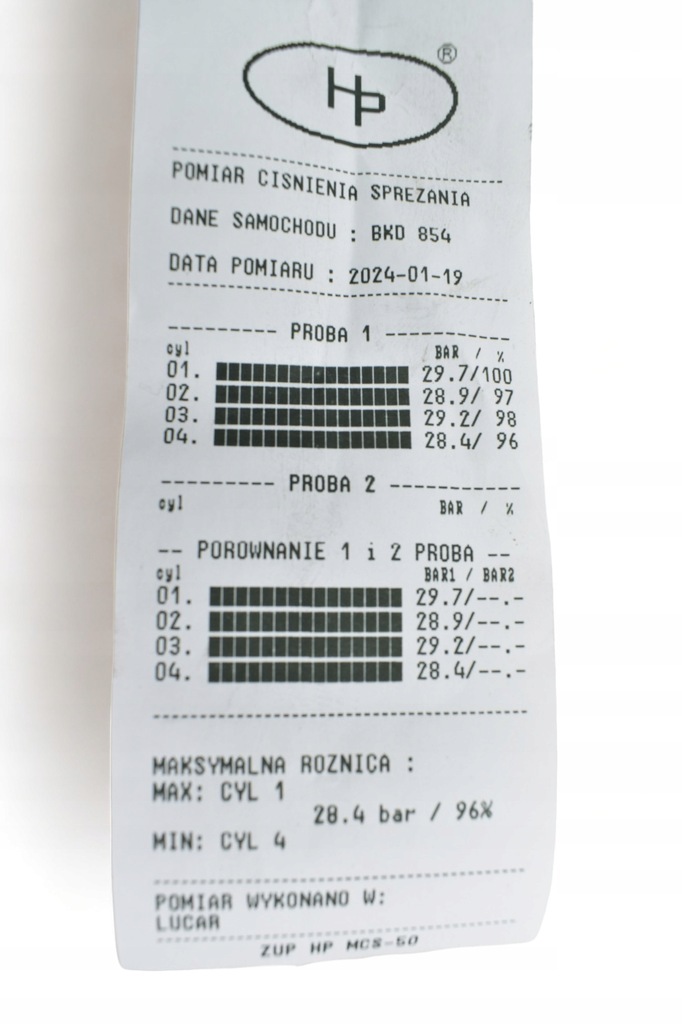 HP ®
POMIAR CISNIENIA SPREZANIA
DANE SAMOCHODU : BKD 854
DATA POMIARU : 2024-01-19
--------- PROBA 1 ----------
cyl BAR / %
01. 29.7/100
02. 28.9/ 97
03. 29.2/ 98
04. 28.4/ 96
--------- PROBA 2 -----------
cyl BAR / %
-- POROWNANIE 1 i 2 PROBA --
cyl BAR1 / BAR2
01. 29.7/--.-
02. 28.9/--.-
03. 29.2/--.-
04. 28.4/--.-
MAKSYMALNA ROZNICA :
MAX: CYL 1
28.4 bar / 96%
MIN: CYL 4
POMIAR WYKONANO W:
LUCAR
ZUP HP MCS-50